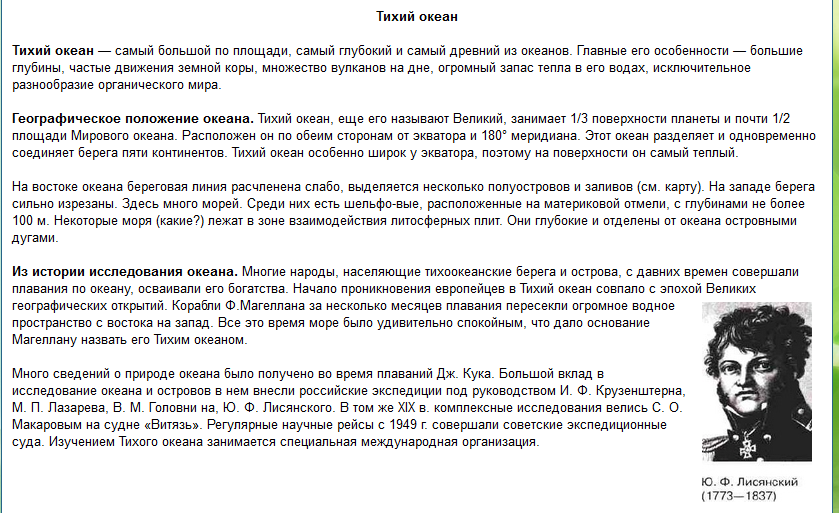 Тихий океан
Тихий океан — самый большой по площади, самый глубокий и самый древний из океанов. Главные его особенности — большие
глубины, частые движения земной коры, множество вулканов на дне, огромный запас тепла в его водах, исключительное
разнообразие органического мира.
Географическое положение океана. Тихий океан, еще его называют Великий, занимает 1/3 поверхности планеты и почти 1/2
площади Мирового океана. Расположен он по обеим сторонам от экватора и 180° меридиана. Этот океан разделяет и одновременно
соединяет берега пяти континентов. Тихий океан особенно широк у экватора, поэтому на поверхности он самый теплый.
На востоке океана береговая линия расчленена слабо, выделяется несколько полуостровов и заливов (см. карту). На западе берега
сильно изрезаны. Здесь много морей. Среди них есть шельфо-вые, расположенные на материковой отмели, с глубинами не более
100 м. Некоторые моря (какие?) лежат в зоне взаимодействия литосферных плит. Они глубокие и отделены от океана островными
дугами.
Из истории исследования океана. Многие народы, населяющие тихоокеанские берега и острова, с давних времен совершали
плавания по океану, осваивали его богатства. Начало проникновения европейцев в Тихий океан совпало с эпохой Великих
географических открытий. Корабли Ф.Магеллана за несколько месяцев плавания пересекли огромное водное
пространство с востока на запад. Все это время море было удивительно спокойным, что дало основание
Магеллану назвать его Тихим океаном.
Много сведений о природе океана было получено во время плаваний Дж. Кука. Большой вклад в
исследование океана и островов в нем внесли российские экспедиции под руководством И. Ф. Крузенштерна,
М. П. Лазарева, В. М. Головни на, Ю. Ф. Лисянского. В том же XIX в. комплексные исследования велись С. О.
Макаровым на судне «Витязь». Регулярные научные рейсы с 1949 г. совершали советские экспедиционные
суда. Изучением Тихого океана занимается специальная международная организация.
Ю. Ф. Лисянский
(1773—1837)